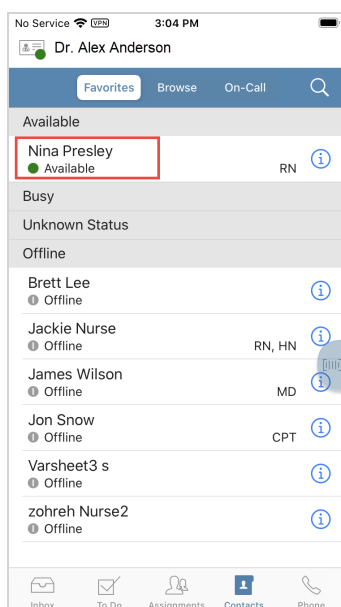 No Service VPN 3:04 PM
Dr. Alex Anderson
Favorites Browse On-Call
Available
Nina Presley
Available RN
Busy
Unknown Status
Offline
Brett Lee
Offline
Jackie Nurse
Offline RN, HN
James Wilson
Offline MD
Jon Snow
Offline CPT
Varsheet3 s
Offline
zohreh Nurse2
Offline
Inbox To Do Assignments Contacts Phone